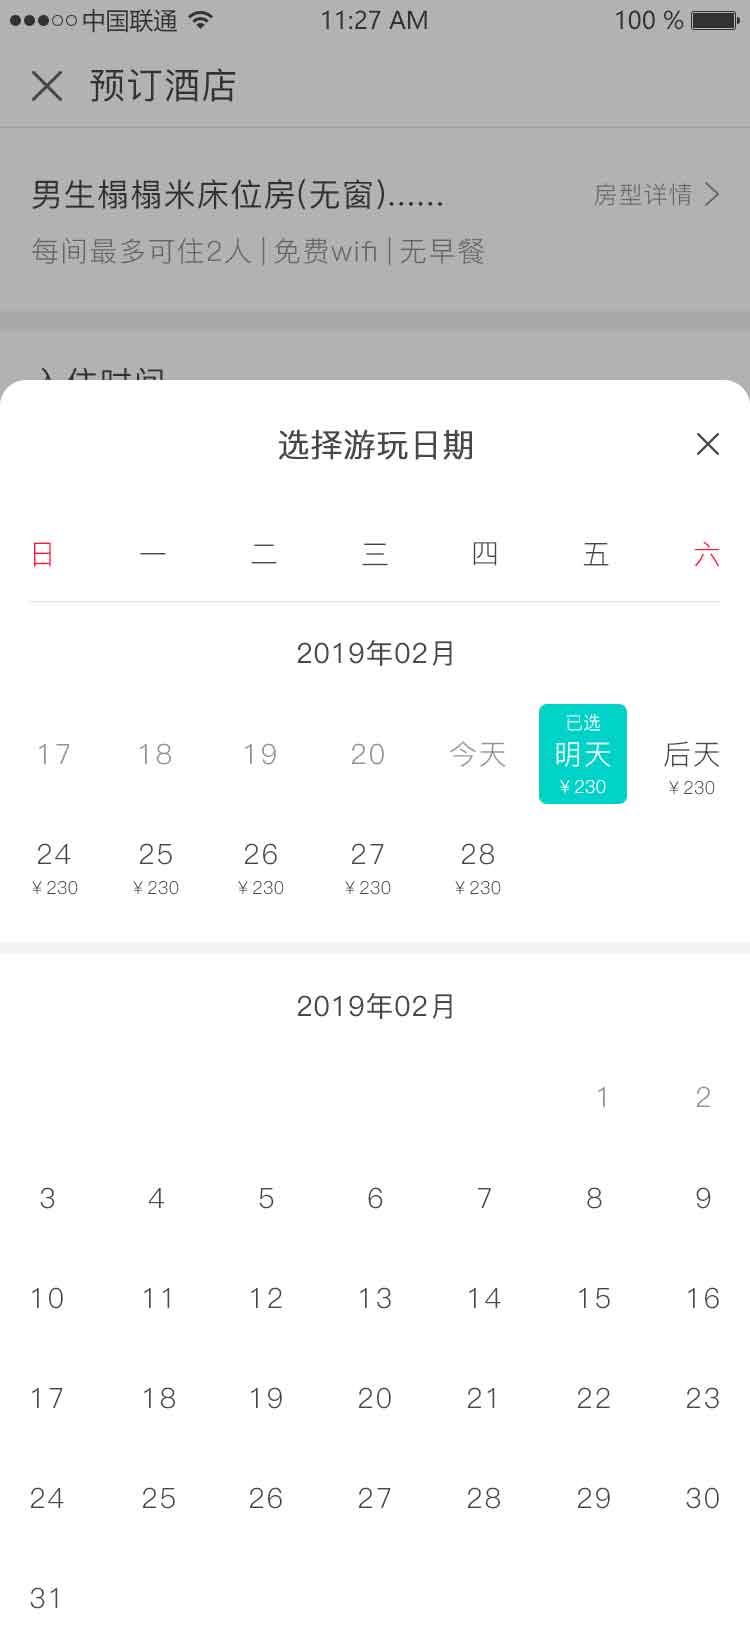 中国联通 11:27 AM 100 %
预订酒店
男生榻榻米床位房(无窗)...... 房型详情
每间最多可住2人 | 免费wifi | 无早餐
入住时间
选择游玩日期
日 一 二 三 四 五 六
2019年02月
已选
17 18 19 20 今天 明天 后天
¥230 ¥230
24 25 26 27 28
¥230 ¥230 ¥230 ¥230 ¥230
2019年02月
1 2
3 4 5 6 7 8 9
10 11 12 13 14 15 16
17 18 19 20 21 22 23
24 25 26 27 28 29 30
31